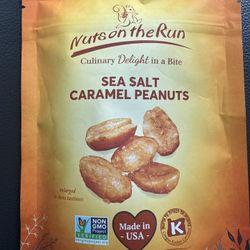 Nuts on the Run
Culinary Delight in a Bite
SEA SALT
CARAMEL PEANUTS
enlarged
to show texture
NON
GMO
Project
VERIFIED
Made in
- USA -
K